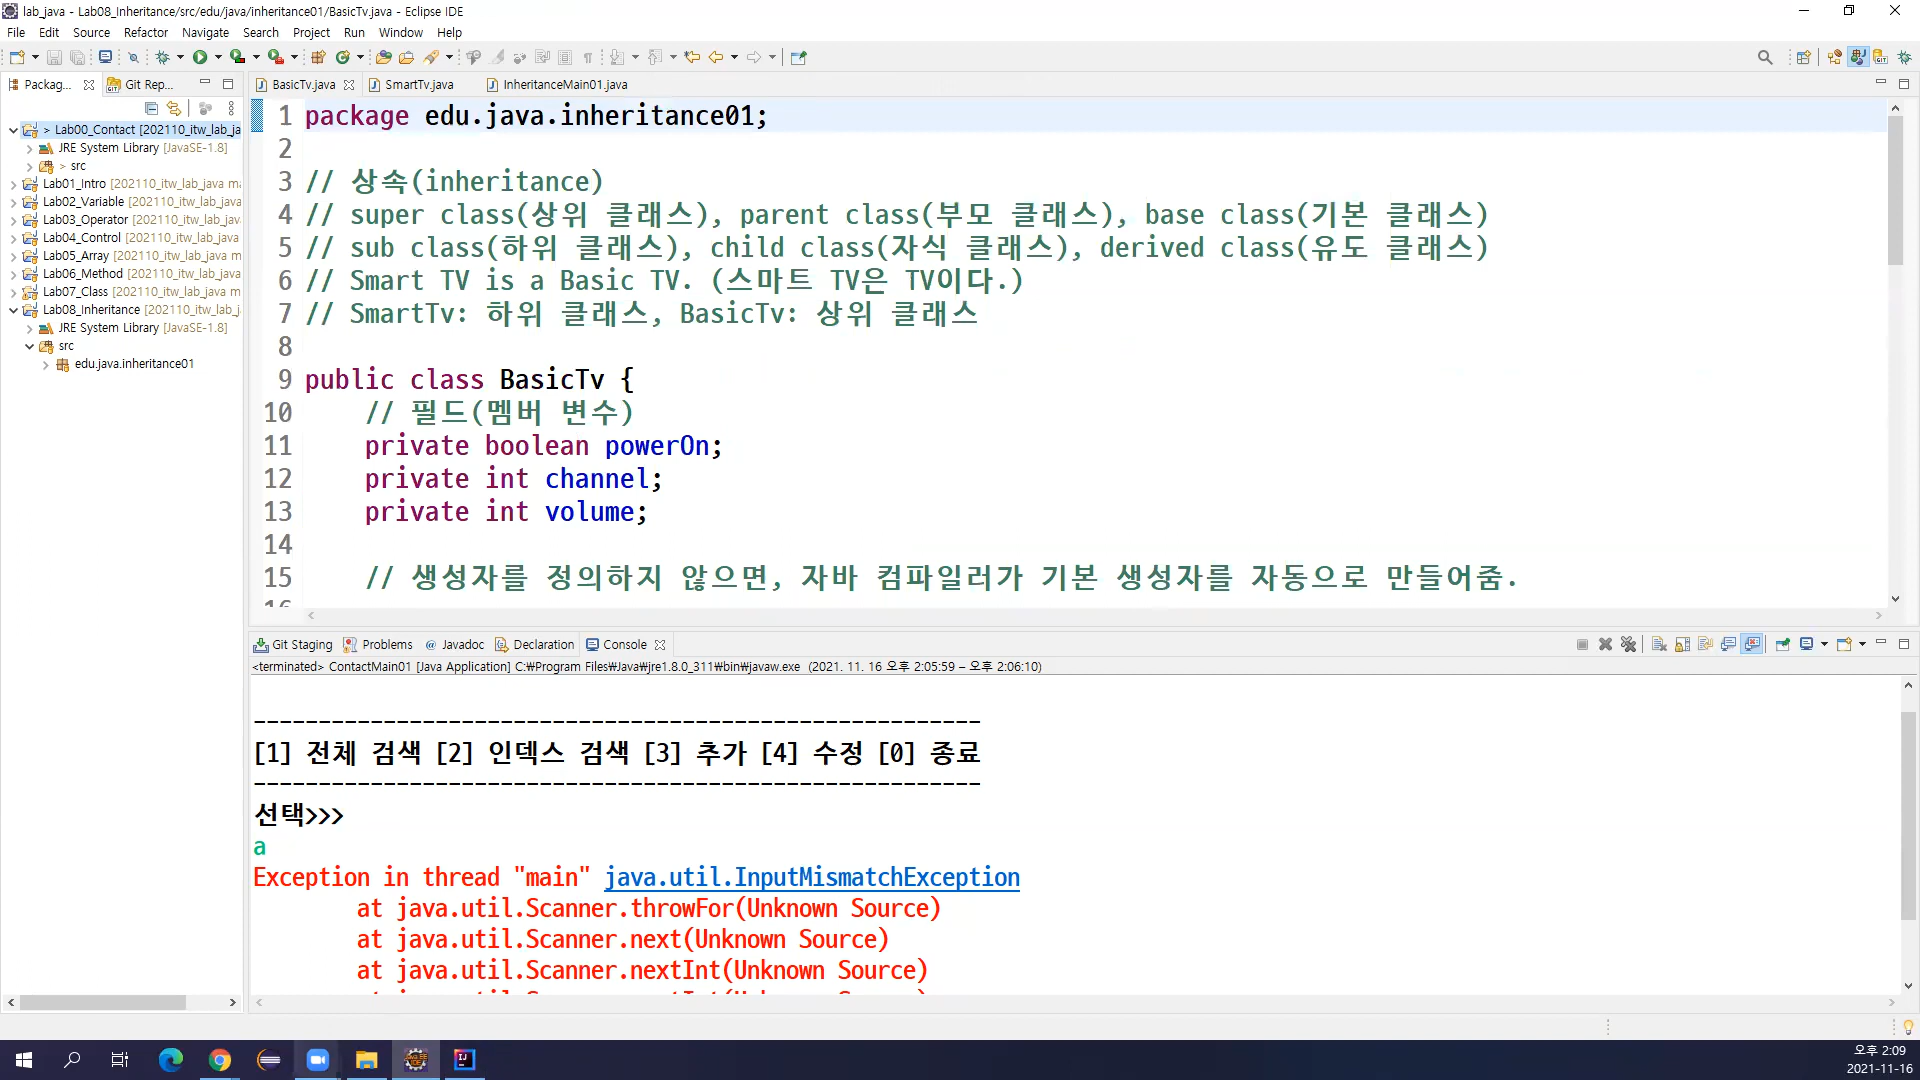 lab_java - Lab08_Inheritance/src/edu/java/inheritance01/BasicTv.java - Eclipse IDE
File Edit Source Refactor Navigate Search Project Run Window Help
Packag... Git Rep...
> Lab00_Contact [202110_itw_lab_ja
JRE System Library [JavaSE-1.8]
> src
Lab01_Intro [202110_itw_lab_java ma
Lab02_Variable [202110_itw_lab_java
Lab03_Operator [202110_itw_lab_java
Lab04_Control [202110_itw_lab_java
Lab05_Array [202110_itw_lab_java m
Lab06_Method [202110_itw_lab_java
Lab07_Class [202110_itw_lab_java m
Lab08_Inheritance [202110_itw_lab_j
JRE System Library [JavaSE-1.8]
src
edu.java.inheritance01
BasicTv.java SmartTv.java InheritanceMain01.java
1 package edu.java.inheritance01;
2
3 // 상속(inheritance)
4 // super class(상위 클래스), parent class(부모 클래스), base class(기본 클래스)
5 // sub class(하위 클래스), child class(자식 클래스), derived class(유도 클래스)
6 // Smart TV is a Basic TV. (스마트 TV은 TV이다.)
7 // SmartTv: 하위 클래스, BasicTv: 상위 클래스
8
9 public class BasicTv {
10 // 필드(멤버 변수)
11 private boolean powerOn;
12 private int channel;
13 private int volume;
14
15 // 생성자를 정의하지 않으면, 자바 컴파일러가 기본 생성자를 자동으로 만들어줌.
Git Staging Problems Javadoc Declaration Console
<terminated> ContactMain01 [Java Application] C:₩Program Files₩Java₩jre1.8.0_311₩bin₩javaw.exe (2021. 11. 16 오후 2:05:59 – 오후 2:06:10)
--------------------------------------------------------
[1] 전체 검색 [2] 인덱스 검색 [3] 추가 [4] 수정 [0] 종료
--------------------------------------------------------
선택>>>
a
Exception in thread "main" java.util.InputMismatchException
at java.util.Scanner.throwFor(Unknown Source)
at java.util.Scanner.next(Unknown Source)
at java.util.Scanner.nextInt(Unknown Source)
오후 2:09
2021-11-16